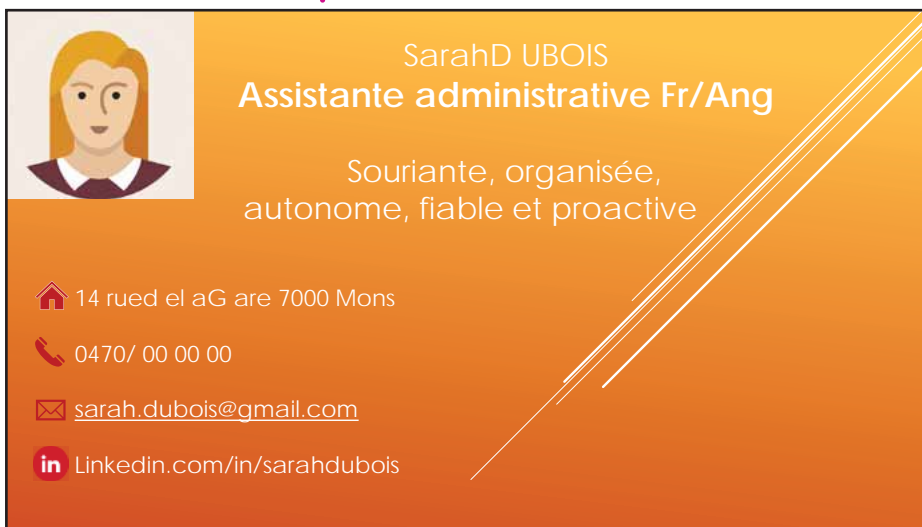 SarahD UBOIS
Assistante administrative Fr/Ang
Souriante, organisée,
autonome, fiable et proactive
14 rued el aG are 7000 Mons
0470/ 00 00 00
sarah.dubois@gmail.com
in Linkedin.com/in/sarahdubois